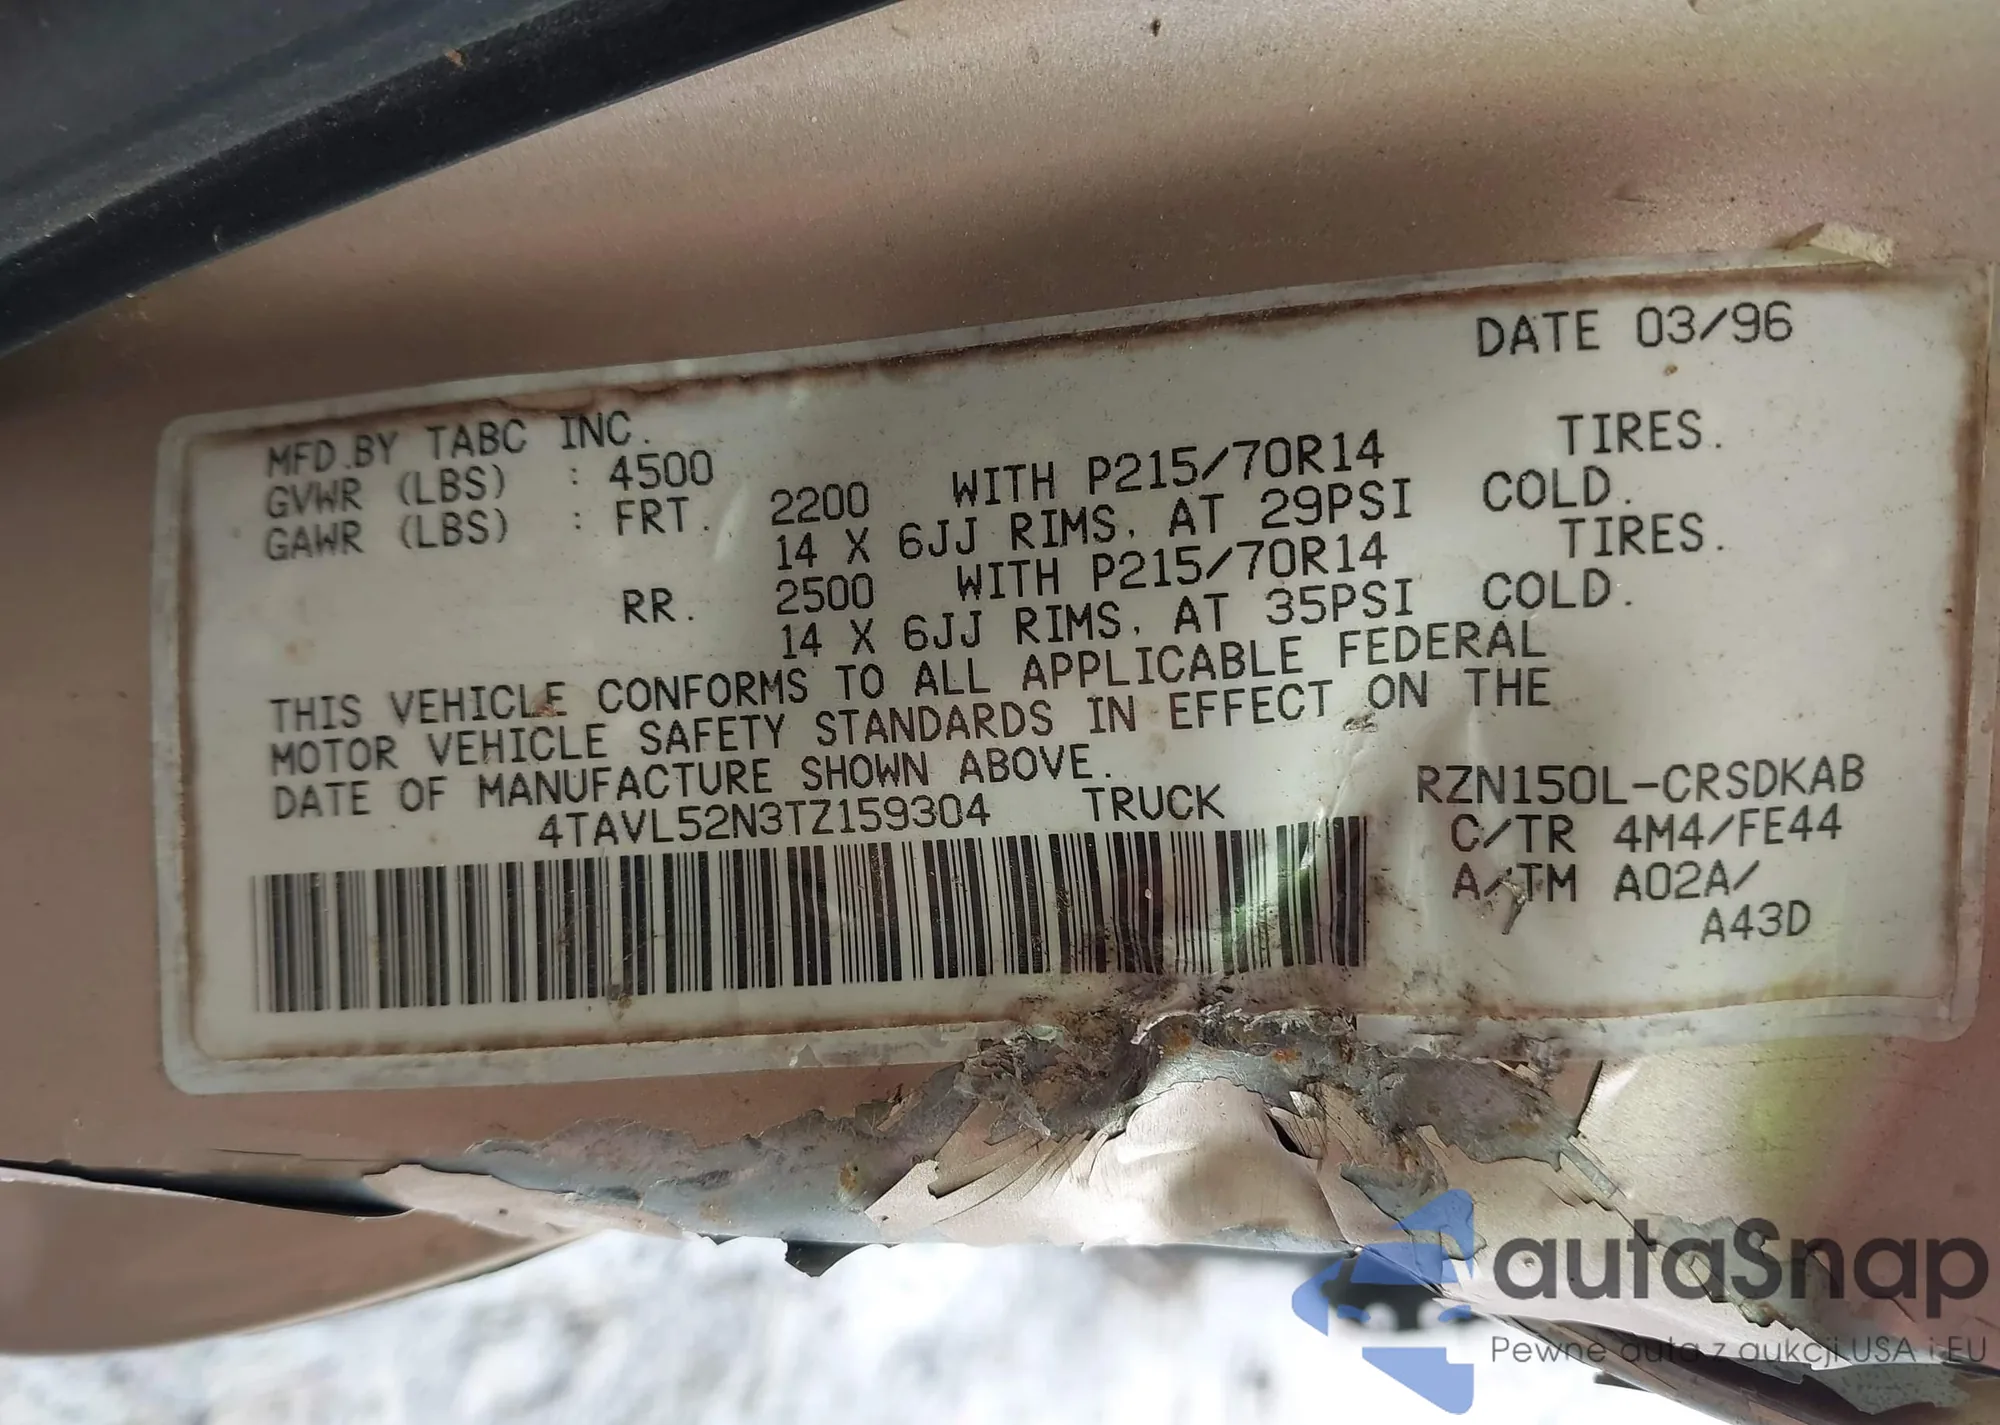 DATE 03/96
MFD.BY TABC INC.
GVWR (LBS) : 4500
GAWR (LBS) : FRT. 2200 WITH P215/70R14 TIRES.
14 X 6JJ RIMS, AT 29PSI COLD.
RR. 2500 WITH P215/70R14 TIRES.
14 X 6JJ RIMS, AT 35PSI COLD.
THIS VEHICLE CONFORMS TO ALL APPLICABLE FEDERAL
MOTOR VEHICLE SAFETY STANDARDS IN EFFECT ON THE
DATE OF MANUFACTURE SHOWN ABOVE.
4TAVL52N3TZ159304 TRUCK
RZN150L-CRSDKAB
C/TR 4M4/FE44
A/TM A02A/
A43D
autaSnap
Pewne auta z aukcji USA i EU